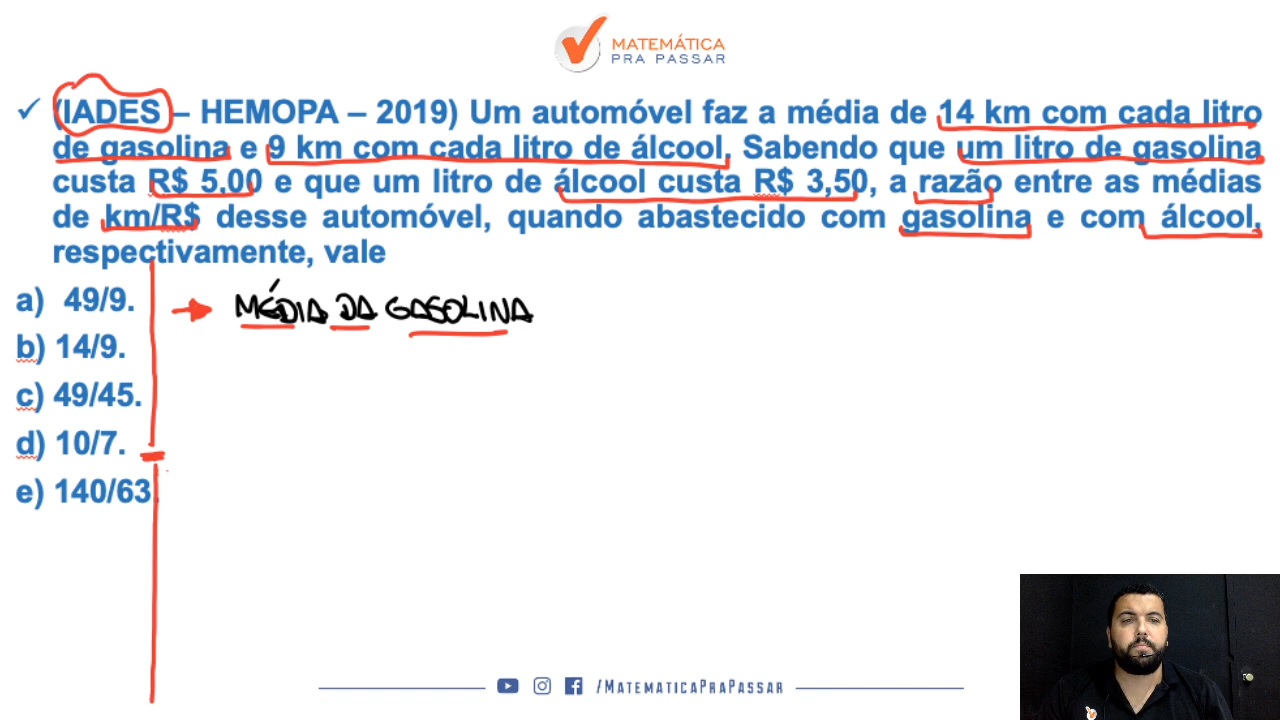 MATEMÁTICA
PRA PASSAR
(IADES – HEMOPA – 2019) Um automóvel faz a média de 14 km com cada litro
de gasolina e 9 km com cada litro de álcool. Sabendo que um litro de gasolina
custa R$ 5,00 e que um litro de álcool custa R$ 3,50, a razão entre as médias
de km/R$ desse automóvel, quando abastecido com gasolina e com álcool,
respectivamente, vale
a) 49/9.
b) 14/9.
c) 49/45.
d) 10/7.
e) 140/63.
MÉDIA DA GASOLINA
/MATEMATICAPRAPASSAR